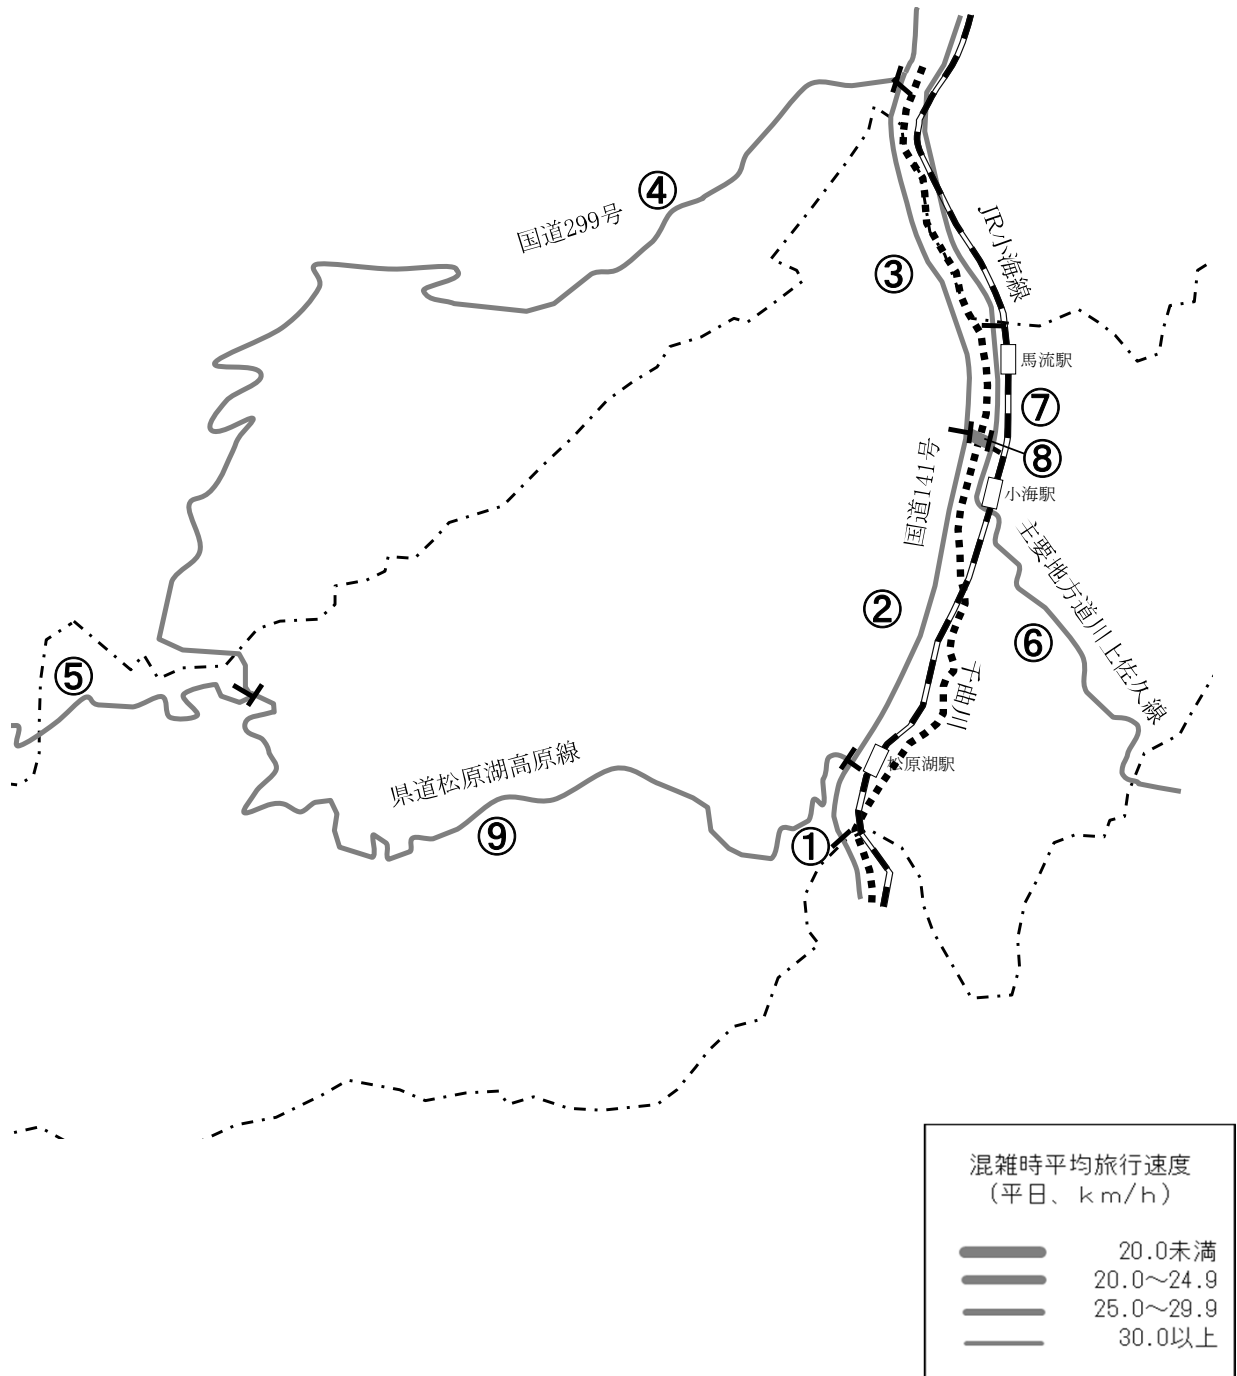 ④
国道299号
JR小海線
③
馬流駅
⑦
国道141号
⑧
小海駅
主要地方道川上佐久線
②
⑥
⑤
千曲川
松原湖駅
県道松原湖高原線
⑨
①
混雑時平均旅行速度
(平日、km/h)
20.0未満
20.0～24.9
25.0～29.9
30.0以上